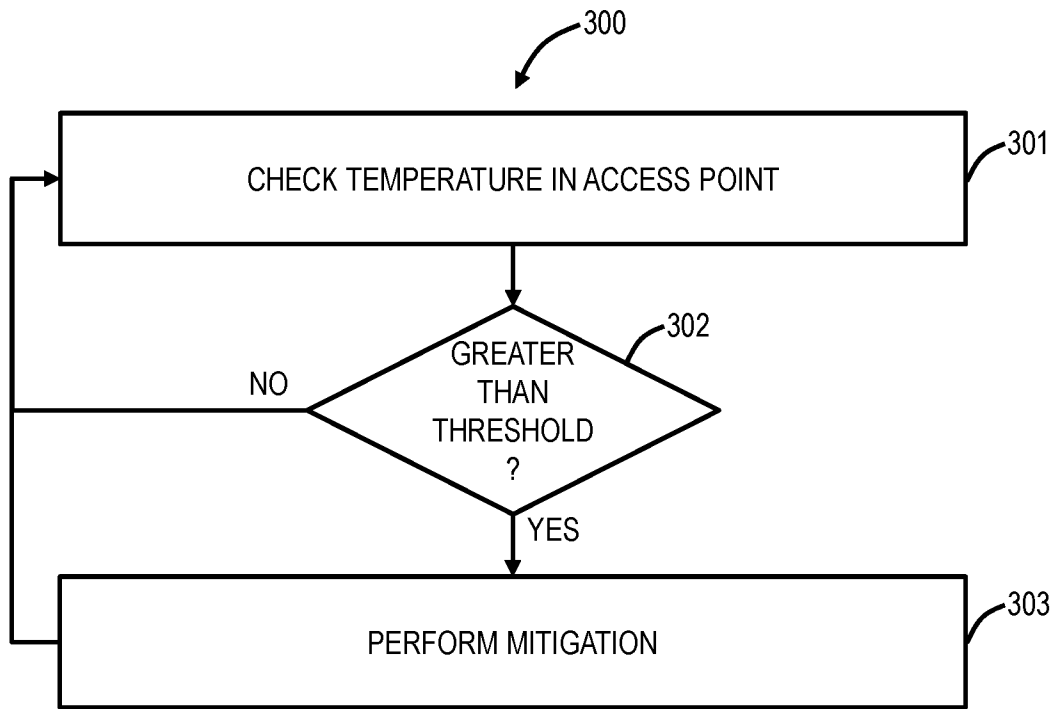 300
301
CHECK TEMPERATURE IN ACCESS POINT
302
GREATER
THAN
THRESHOLD
?
NO
YES
303
PERFORM MITIGATION